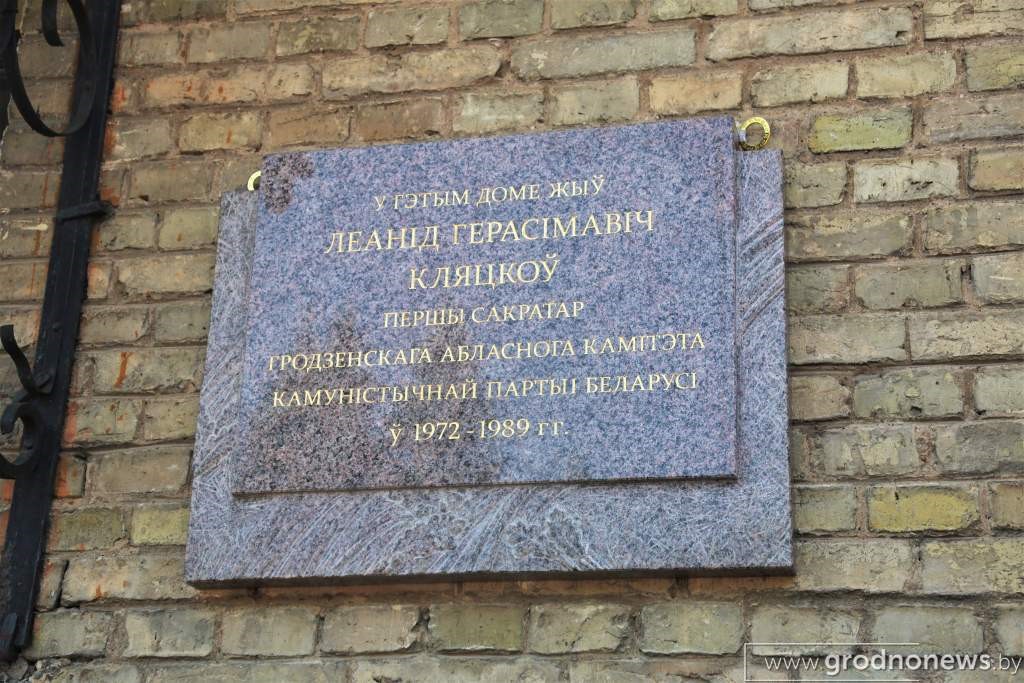 У ГЭТЫМ ДОМЕ ЖЫЎ
ЛЕАНІД ГЕРАСІМАВІЧ
КЛЯЦКОЎ
ПЕРШЫ САКРАТАР
ГРОДЗЕНСКАГА АБЛАСНОГА КАМІТЭТА
КАМУНІСТЫЧНАЙ ПАРТЫІ БЕЛАРУСІ
Ў 1972 - 1989 гг.
www.grodnonews.by